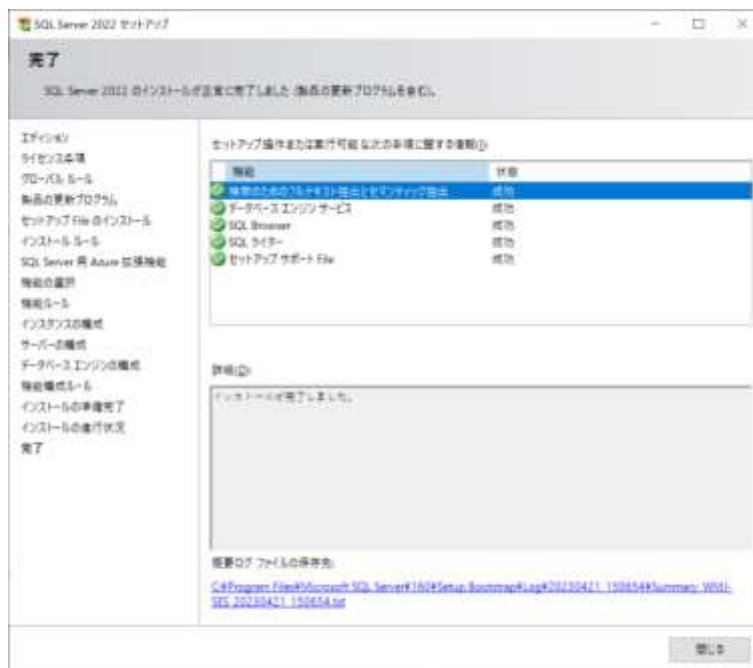 SQL Server 2022 セットアップ
完了
SQL Server 2022 のインストールが正常に完了しました (製品の更新プログラムを含む)。
エディション
ライセンス条項
グローバル ルール
製品の更新プログラム
セットアップ File のインストール
インストール ルール
SQL Server 用 Azure 拡張機能
機能の選択
機能ルール
インスタンスの構成
サーバーの構成
データベース エンジンの構成
機能構成ルール
インストールの準備完了
インストールの進行状況
完了
セットアップ操作または実行可能な次の手順に関する情報(I):
機能 状態
検索のためのフルテキスト抽出とセマンティック抽出 成功
データベース エンジン サービス 成功
SQL Browser 成功
SQL ライター 成功
セットアップ サポート File 成功
詳細(D):
インストールが完了しました。
概要ログ ファイルの保存先:
C:¥Program Files¥Microsoft SQL Server¥160¥Setup Bootstrap¥Log¥20230421_150654¥Summary_
20230421_150654.txt
閉じる